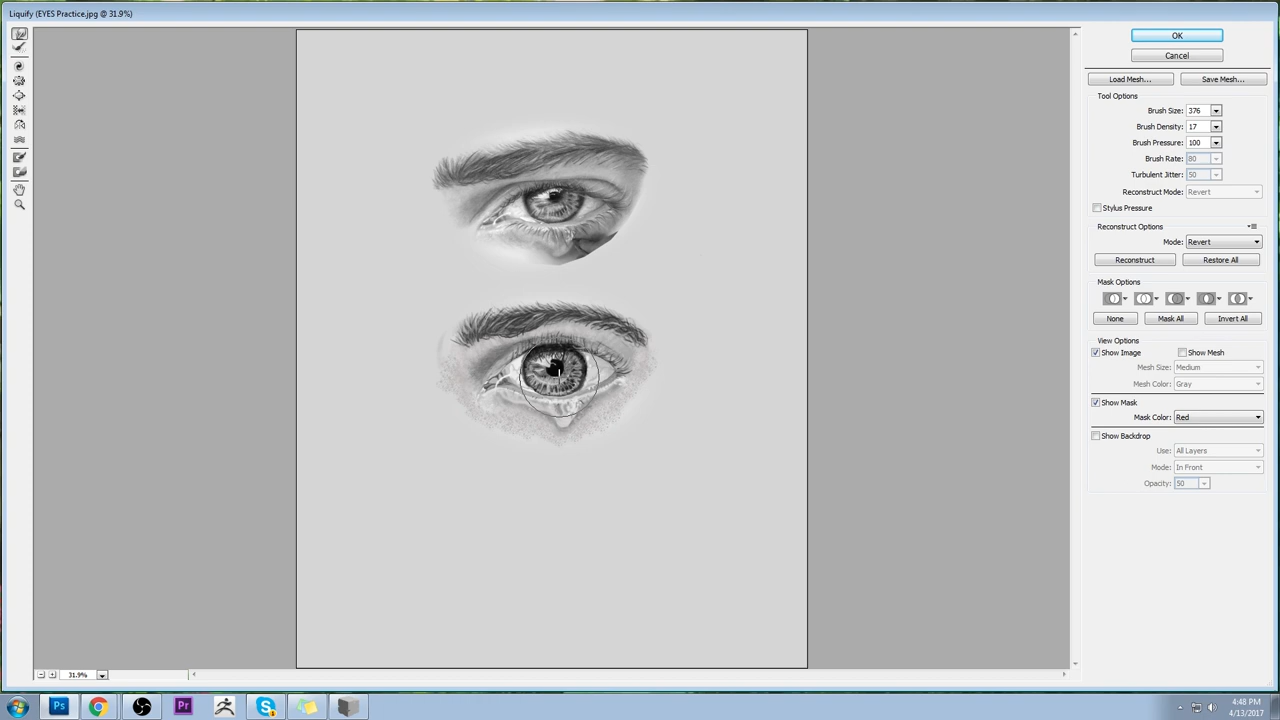 Liquify (EYES Practice.jpg @ 31.9%)
OK
Cancel
Load Mesh...
Save Mesh...
Tool Options
Brush Size: 376
Brush Density: 17
Brush Pressure: 100
Brush Rate: 80
Turbulent Jitter: 50
Reconstruct Mode: Revert
Stylus Pressure
Reconstruct Options
Mode: Revert
Reconstruct
Restore All
Mask Options
None
Mask All
Invert All
View Options
Show Image
Show Mesh
Mesh Size: Medium
Mesh Color: Gray
Show Mask
Mask Color: Red
Show Backdrop
Use: All Layers
Mode: In Front
Opacity: 50
31.9%
Ps
Pr
S
4:48 PM
4/13/2017